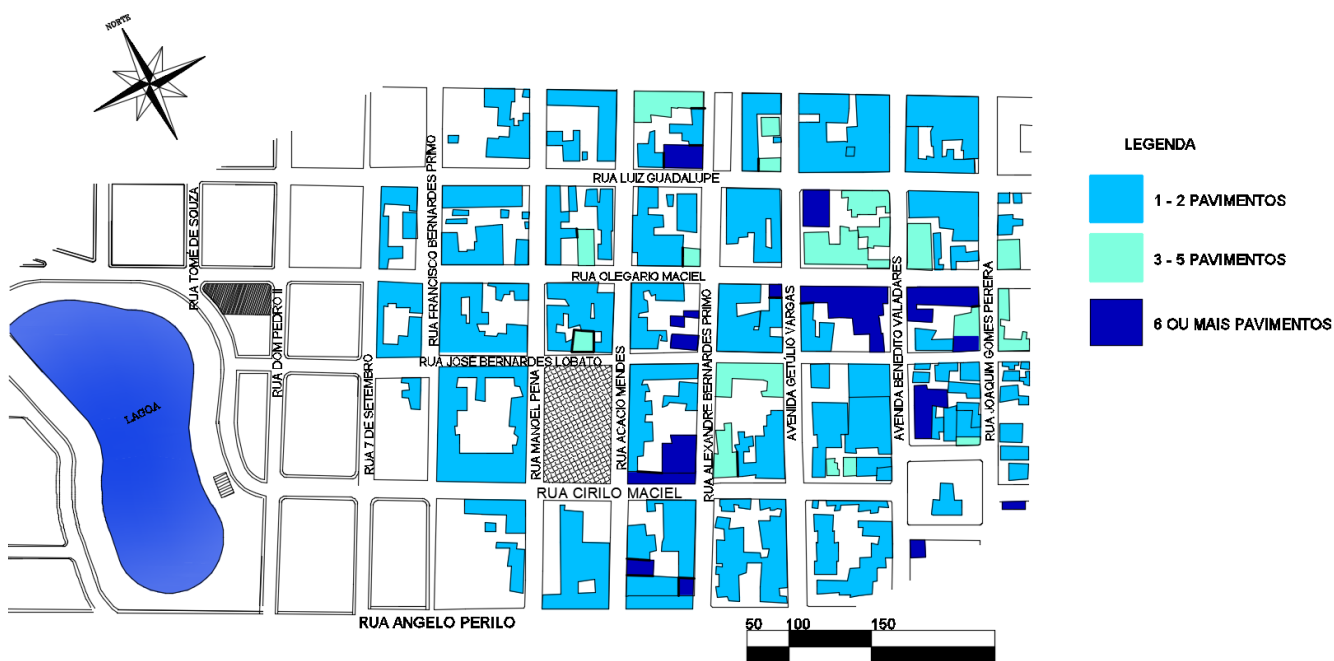 NORTE
LEGENDA
1 - 2 PAVIMENTOS
3 - 5 PAVIMENTOS
6 OU MAIS PAVIMENTOS
RUA LUIZ GUADALUPE
RUA TOMÉ DE SOUZA
RUA FRANCISCO BERNARDES PRIMO
RUA OLEGARIO MACIEL
RUA DOM PEDRO II
RUA 7 DE SETEMBRO
RUA JOSE BERNARDES LOBATO
RUA MANOEL PENA
RUA ACACIO MENDES
RUA ALEXANDRE BERNARDES PRIMO
AVENIDA GETÚLIO VARGAS
AVENIDA BENEDITO VALADARES
RUA JOAQUIM GOMES PEREIRA
LAGOA
RUA CIRILO MACIEL
RUA ANGELO PERILO
50 100 150